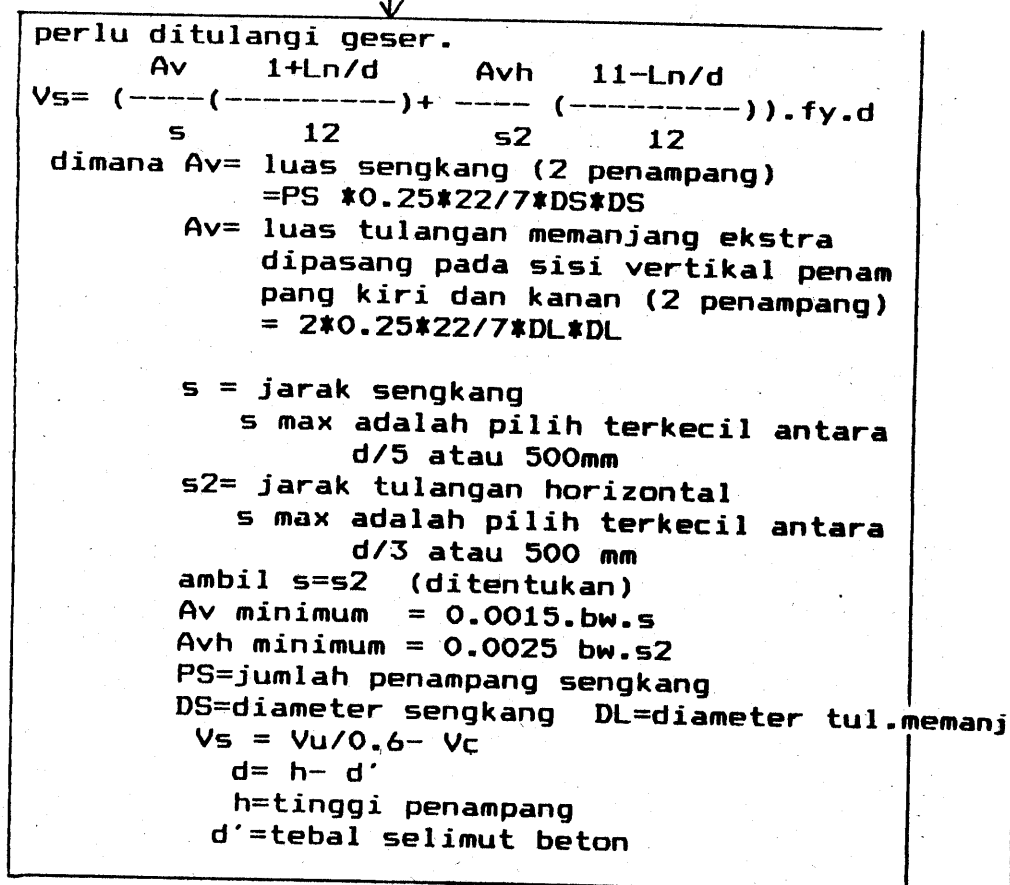 perlu ditulangi geser.
Av 1+Ln/d Avh 11-Ln/d
Vs= (----(----------)+ ---- (----------)).fy.d
s 12 s2 12
dimana Av= luas sengkang (2 penampang)
=PS *0.25*22/7*DS*DS
Av= luas tulangan memanjang ekstra
dipasang pada sisi vertikal penam
pang kiri dan kanan (2 penampang)
= 2*0.25*22/7*DL*DL
s = jarak sengkang
s max adalah pilih terkecil antara
d/5 atau 500mm
s2= jarak tulangan horizontal
s max adalah pilih terkecil antara
d/3 atau 500 mm
ambil s=s2 (ditentukan)
Av minimum = 0.0015.bw.s
Avh minimum = 0.0025 bw.s2
PS=jumlah penampang sengkang
DS=diameter sengkang DL=diameter tul.memanj
Vs = Vu/0.6- Vc
d= h- d'
h=tinggi penampang
d'=tebal selimut beton